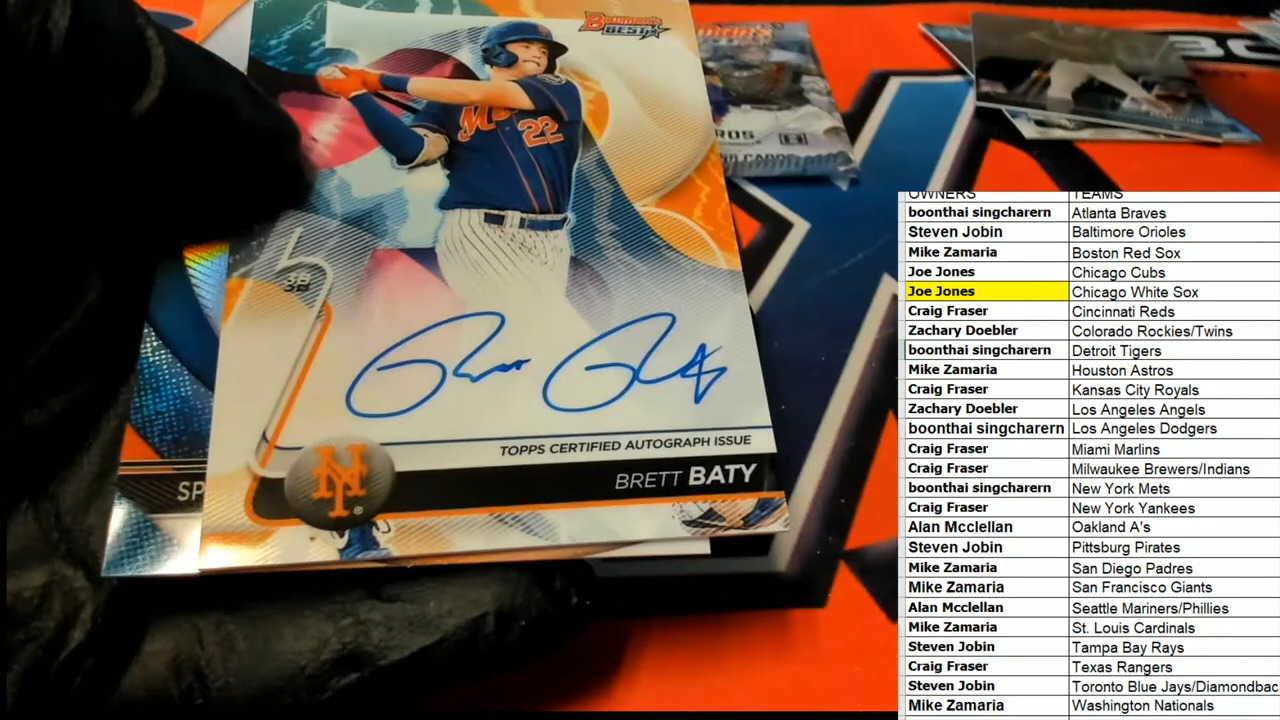 BOWMAN'S
BEST
Mets
22
3B
TOPPS CERTIFIED AUTOGRAPH ISSUE
BRETT BATY
NY
SP
OWNERS TEAMS
boonthai singcharern Atlanta Braves
Steven Jobin Baltimore Orioles
Mike Zamaria Boston Red Sox
Joe Jones Chicago Cubs
Joe Jones Chicago White Sox
Craig Fraser Cincinnati Reds
Zachary Doebler Colorado Rockies/Twins
boonthai singcharern Detroit Tigers
Mike Zamaria Houston Astros
Craig Fraser Kansas City Royals
Zachary Doebler Los Angeles Angels
boonthai singcharern Los Angeles Dodgers
Craig Fraser Miami Marlins
Craig Fraser Milwaukee Brewers/Indians
boonthai singcharern New York Mets
Craig Fraser New York Yankees
Alan Mcclellan Oakland A's
Steven Jobin Pittsburg Pirates
Mike Zamaria San Diego Padres
Mike Zamaria San Francisco Giants
Alan Mcclellan Seattle Mariners/Phillies
Mike Zamaria St. Louis Cardinals
Steven Jobin Tampa Bay Rays
Craig Fraser Texas Rangers
Steven Jobin Toronto Blue Jays/Diamondbac
Mike Zamaria Washington Nationals